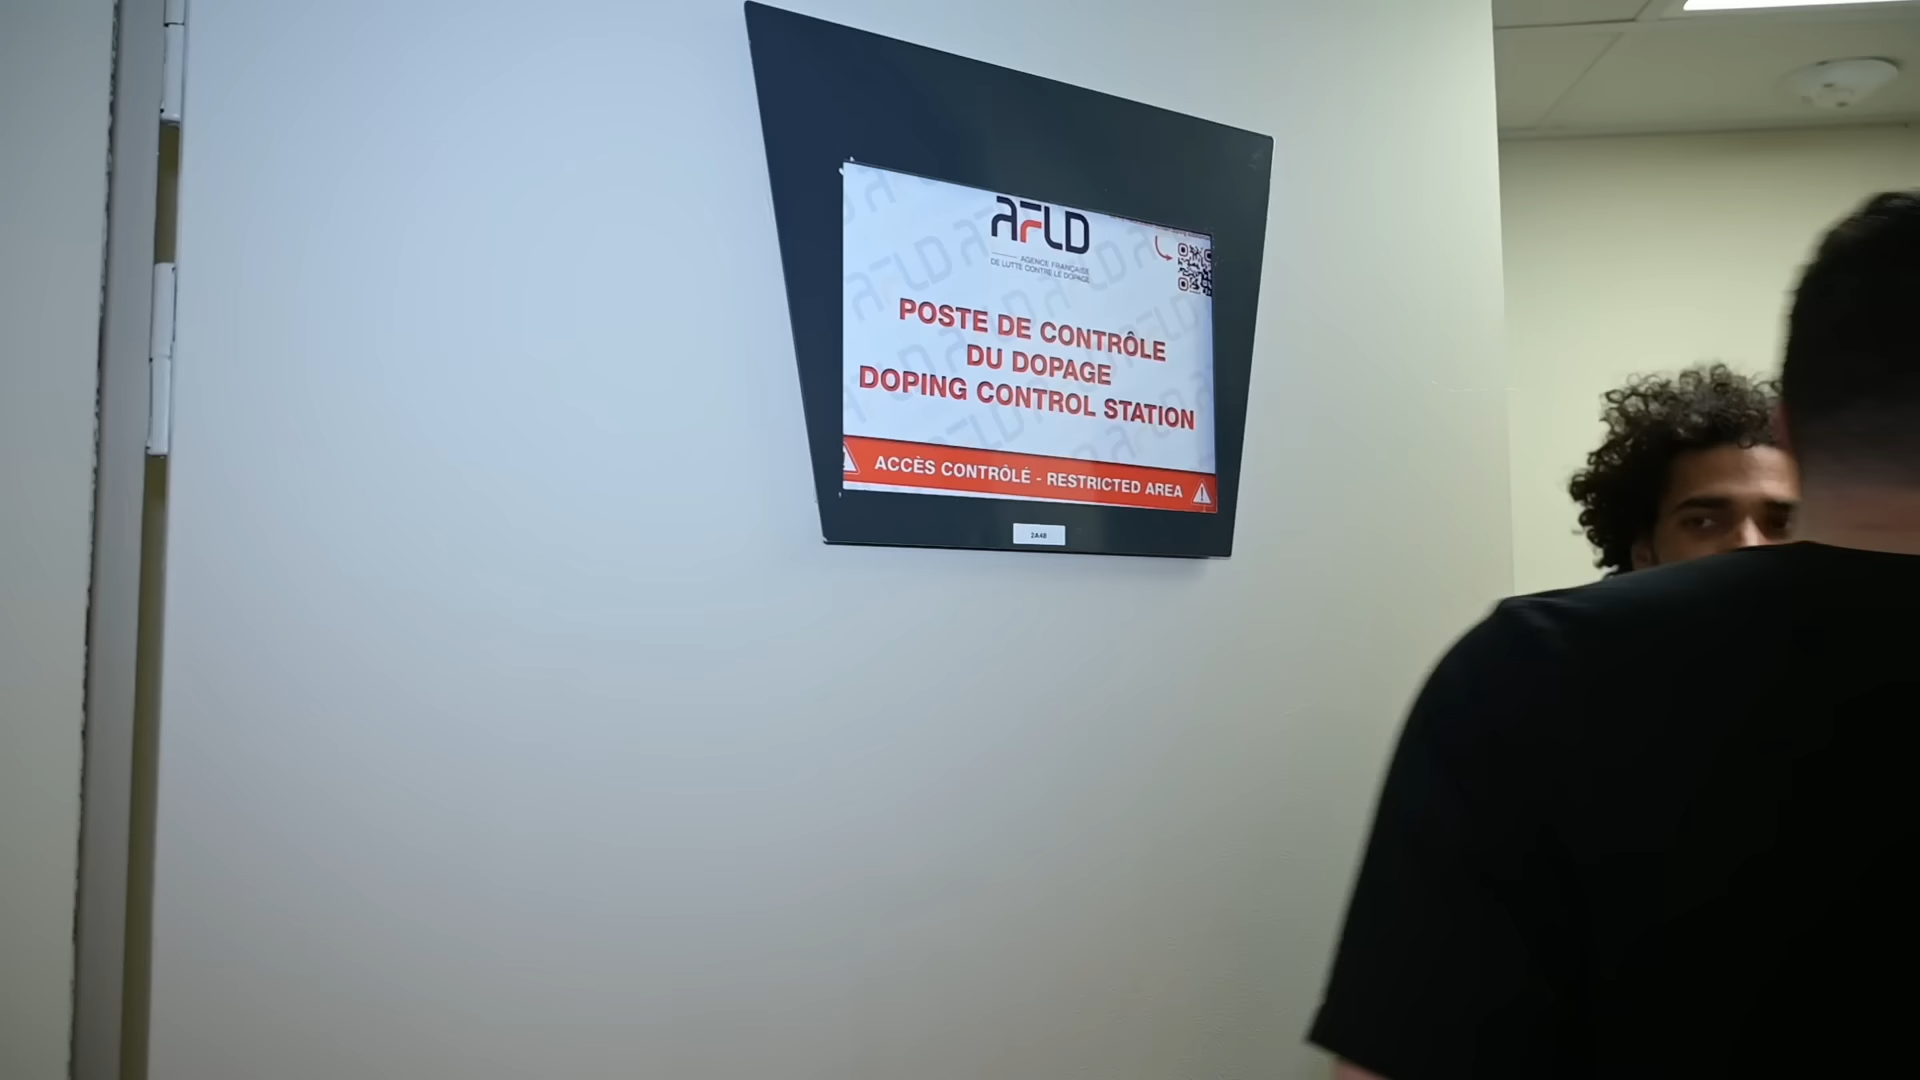 AFLD
AGENCE FRANÇAISE
DE LUTTE CONTRE LE DOPAGE
POSTE DE CONTRÔLE
DU DOPAGE
DOPING CONTROL STATION
ACCÈS CONTRÔLÉ - RESTRICTED AREA